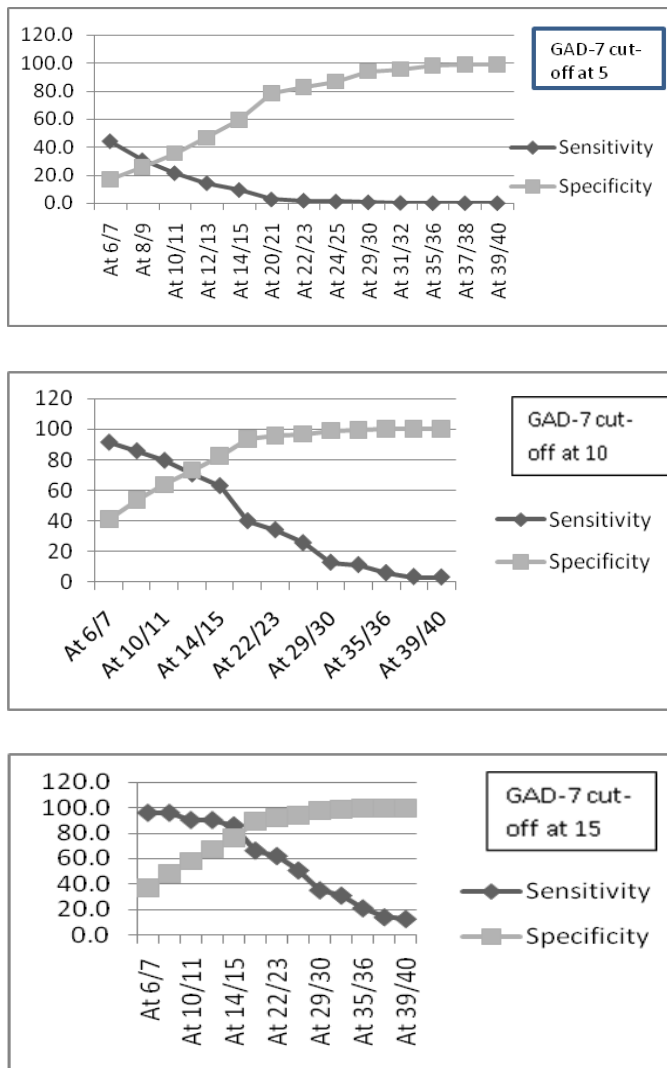 120.0
100.0
80.0
60.0
40.0
20.0
0.0
At 6/7
At 8/9
At 10/11
At 12/13
At 14/15
At 20/21
At 22/23
At 24/25
At 29/30
At 31/32
At 35/36
At 37/38
At 39/40
GAD-7 cut-
off at 5
Sensitivity
Specificity
120
100
80
60
40
20
0
At 6/7
At 10/11
At 14/15
At 22/23
At 29/30
At 35/36
At 39/40
GAD-7 cut-
off at 10
Sensitivity
Specificity
120.0
100.0
80.0
60.0
40.0
20.0
0.0
At 6/7
At 10/11
At 14/15
At 22/23
At 29/30
At 35/36
At 39/40
GAD-7 cut-
off at 15
Sensitivity
Specificity